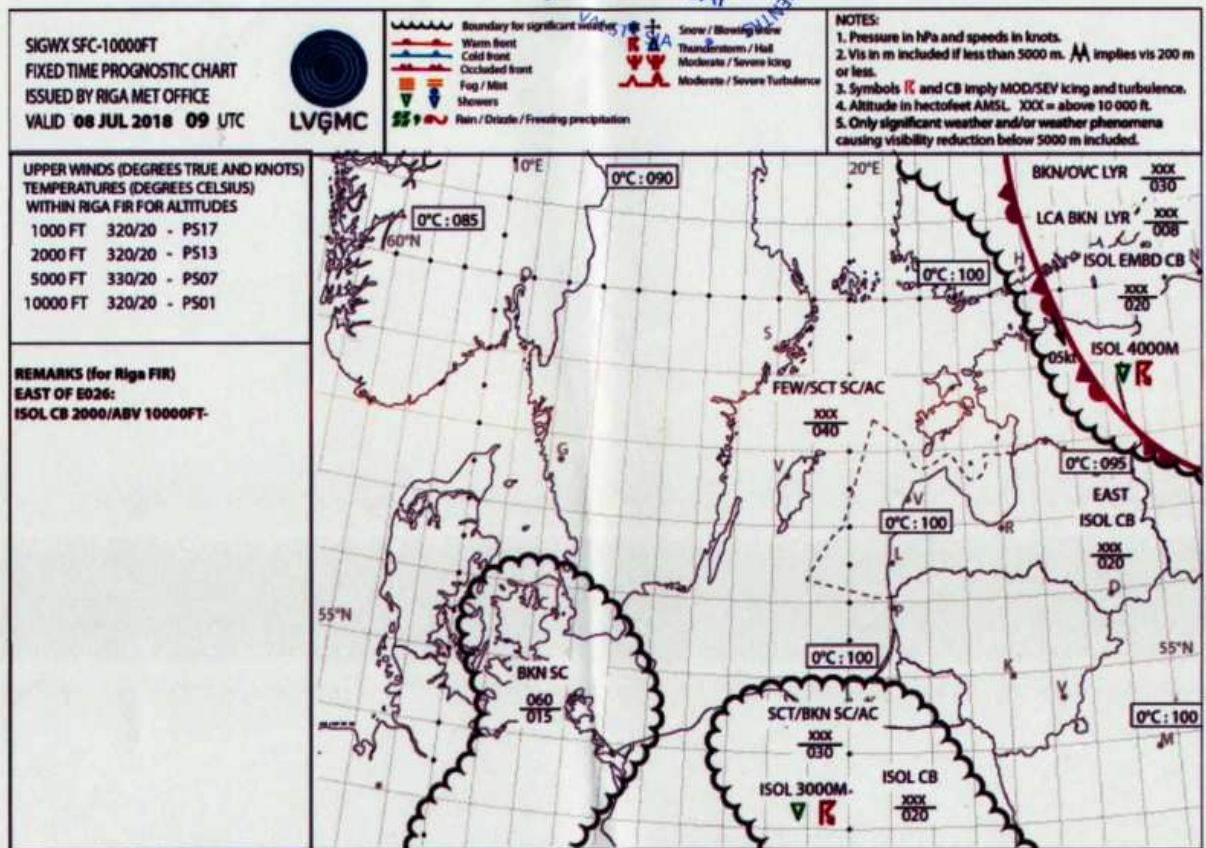 SIGWX SFC-10000FT
FIXED TIME PROGNOSTIC CHART
ISSUED BY RIGA MET OFFICE
VALID 08 JUL 2018 09 UTC
LVĢMC
Boundary for significant weather
Warm front
Cold front
Occluded front
Fog / Mist
Showers
Rain / Drizzle / Freezing precipitation
Snow / Blowing snow
Thunderstorm / Hail
Moderate / Severe Icing
Moderate / Severe Turbulence
NOTES:
1. Pressure in hPa and speeds in knots.
2. Vis in m included if less than 5000 m. implies vis 200 m
or less.
3. Symbols and CB imply MOD/SEV icing and turbulence.
4. Altitude in hectofeet AMSL. XXX = above 10 000 ft.
5. Only significant weather and/or weather phenomena
causing visibility reduction below 5000 m included.
UPPER WINDS (DEGREES TRUE AND KNOTS)
TEMPERATURES (DEGREES CELSIUS)
WITHIN RIGA FIR FOR ALTITUDES
1000 FT 320/20 - PS17
2000 FT 320/20 - PS13
5000 FT 330/20 - PS07
10000 FT 320/20 - PS01
REMARKS (for Riga FIR)
EAST OF E026:
ISOL CB 2000/ABV 10000FT-
10°E
20°E
0°C : 090
0°C : 085
60°N
BKN/OVC LYR XXX
030
LCA BKN LYR XXX
008
ISOL EMBD CB
XXX
020
0°C : 100
H
S
05kt
ISOL 4000M
FEW/SCT SC/AC
XXX
040
G
V
0°C : 095
EAST
ISOL CB
XXX
020
V
0°C : 100
R
L
D
P
55°N
0°C : 100
55°N
BKN SC
060
015
C
K
V
SCT/BKN SC/AC
XXX
030
0°C : 100
M
ISOL 3000M-
ISOL CB
XXX
020